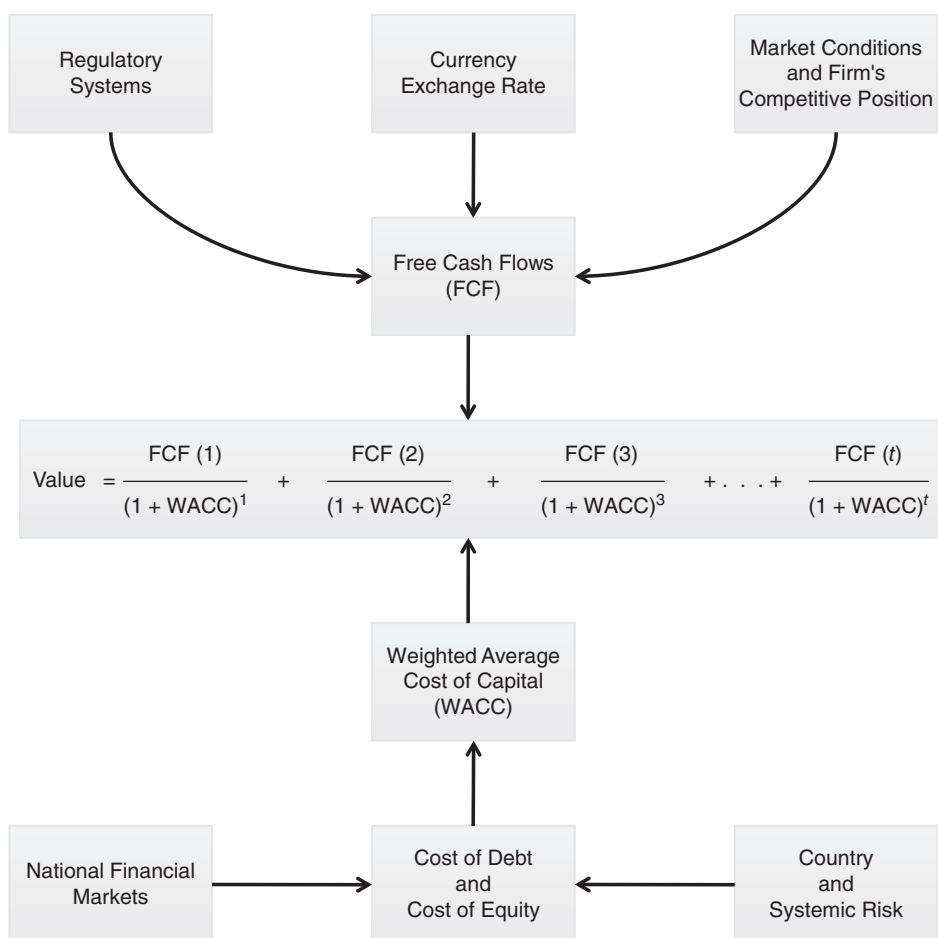 Regulatory
Systems
Currency
Exchange Rate
Market Conditions
and Firm's
Competitive Position
Free Cash Flows
(FCF)
Value = FCF (1) / (1 + WACC)^1 + FCF (2) / (1 + WACC)^2 + FCF (3) / (1 + WACC)^3 + . . . + FCF (t) / (1 + WACC)^t
Weighted Average
Cost of Capital
(WACC)
National Financial
Markets
Cost of Debt
and
Cost of Equity
Country
and
Systemic Risk